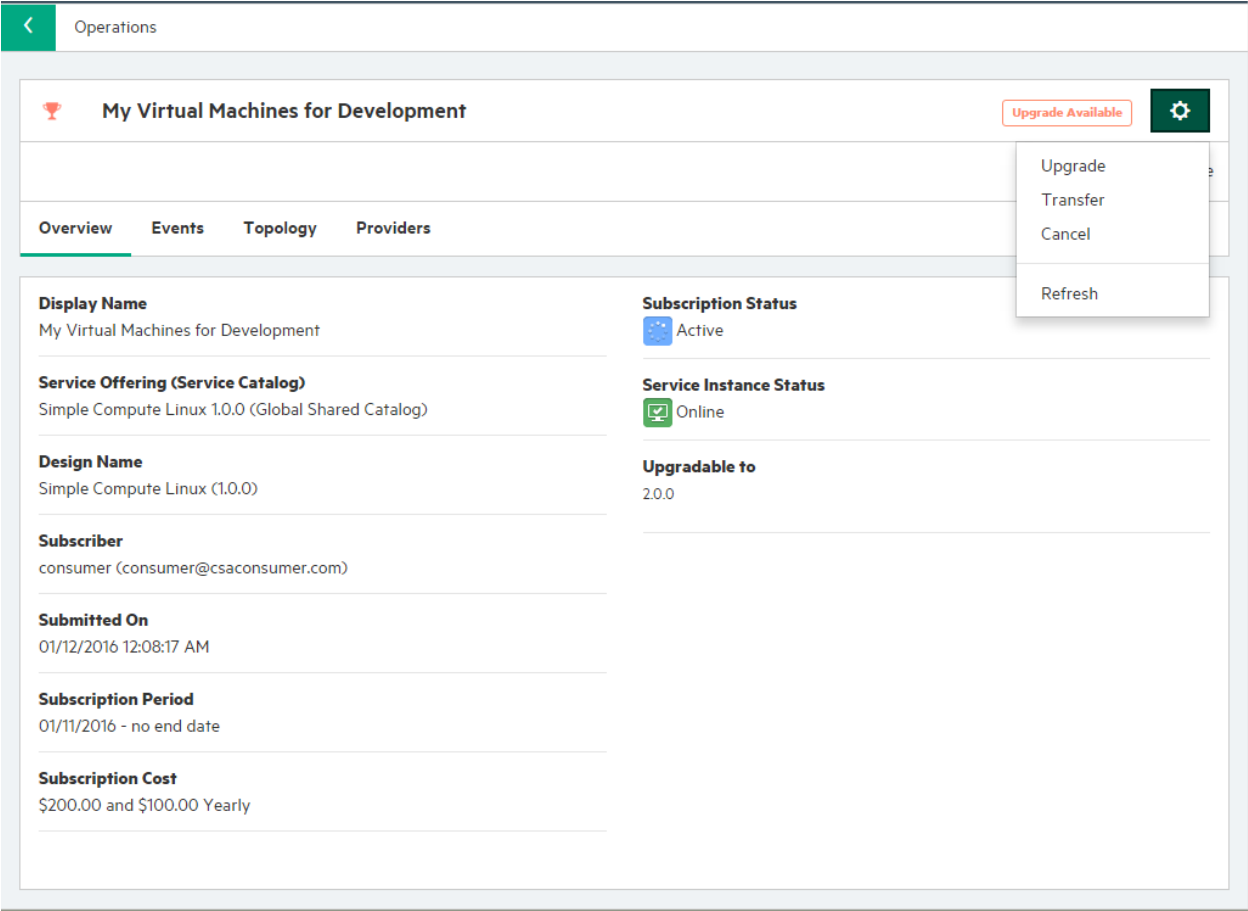 Operations
My Virtual Machines for Development
Upgrade Available
Upgrade
Transfer
Cancel
Refresh
Overview Events Topology Providers
Display Name
My Virtual Machines for Development
Service Offering (Service Catalog)
Simple Compute Linux 1.0.0 (Global Shared Catalog)
Design Name
Simple Compute Linux (1.0.0)
Subscriber
consumer (consumer@csaconsumer.com)
Submitted On
01/12/2016 12:08:17 AM
Subscription Period
01/11/2016 - no end date
Subscription Cost
$200.00 and $100.00 Yearly
Subscription Status
Active
Service Instance Status
Online
Upgradable to
2.0.0